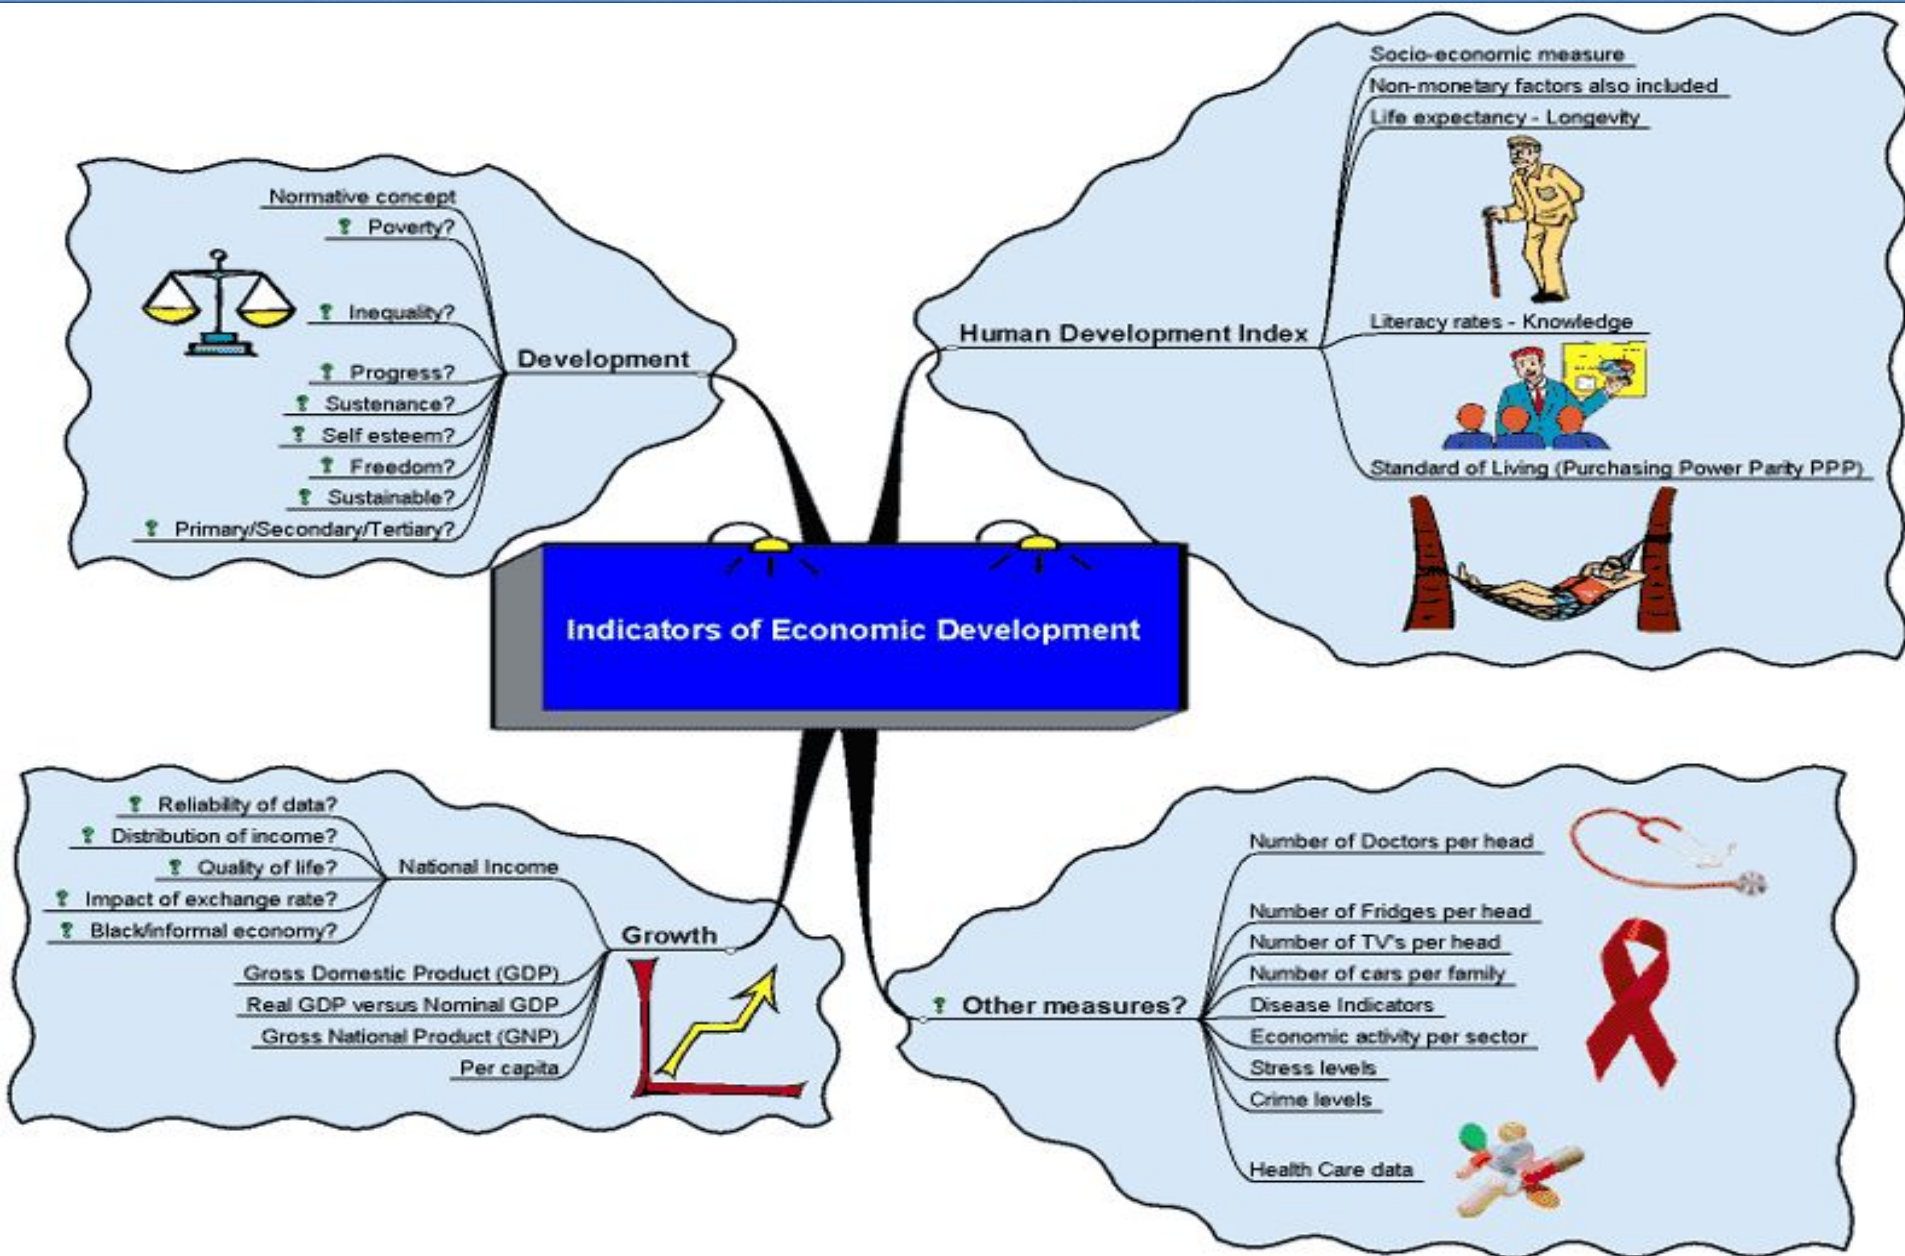 Normative concept
Poverty?
Inequality?
Progress?
Sustenance?
Self esteem?
Freedom?
Sustainable?
Primary/Secondary/Tertiary?
Development
Socio-economic measure
Non-monetary factors also included
Life expectancy - Longevity
Human Development Index
Literacy rates - Knowledge
Standard of Living (Purchasing Power Parity PPP)
Indicators of Economic Development
Reliability of data?
Distribution of income?
Quality of life?
Impact of exchange rate?
Black/informal economy?
National Income
Growth
Gross Domestic Product (GDP)
Real GDP versus Nominal GDP
Gross National Product (GNP)
Per capita
Number of Doctors per head
Number of Fridges per head
Number of TV's per head
Number of cars per family
Other measures?
Disease Indicators
Economic activity per sector
Stress levels
Crime levels
Health Care data